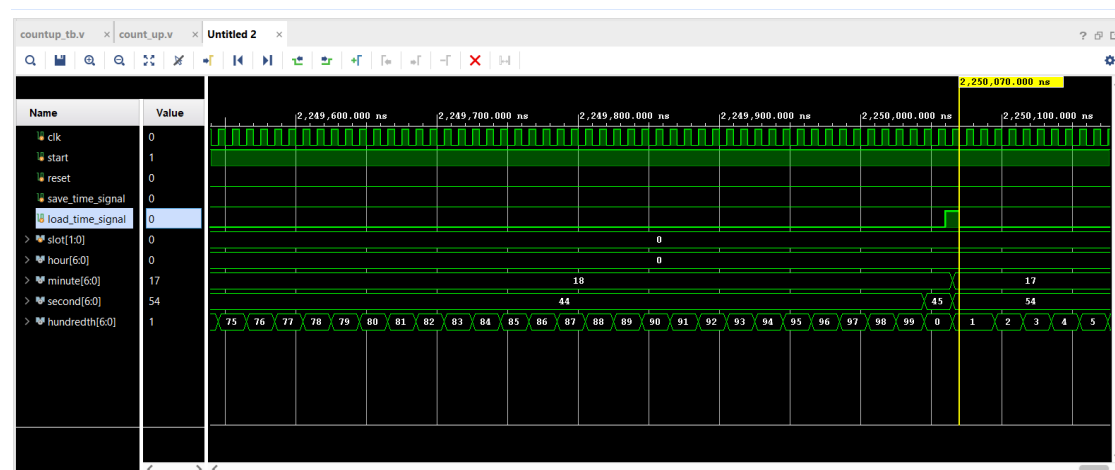 countup_tb.v × count_up.v × Untitled 2 ×
2,250,070.000 ns
Name Value
2,249,600.000 ns 2,249,700.000 ns 2,249,800.000 ns 2,249,900.000 ns 2,250,000.000 ns 2,250,100.000 ns
clk 0
start 1
reset 0
save_time_signal 0
load_time_signal 0
slot[1:0] 0 0
hour[6:0] 0 0
minute[6:0] 17 18 17
second[6:0] 54 44 45 54
hundredth[6:0] 1 75 76 77 78 79 80 81 82 83 84 85 86 87 88 89 90 91 92 93 94 95 96 97 98 99 0 1 2 3 4 5